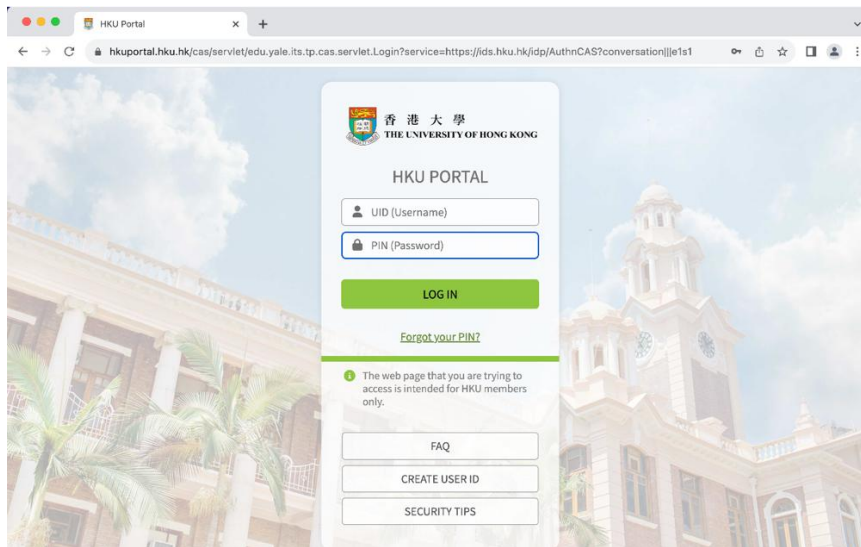 HKU Portal
hkuportal.hku.hk/cas/servlet/edu.yale.its.tp.cas.servlet.Login?service=https://ids.hku.hk/idp/AuthnCAS?conversation|||e1s1
香港大學
THE UNIVERSITY OF HONG KONG
HKU PORTAL
UID (Username)
PIN (Password)
LOG IN
Forgot your PIN?
The web page that you are trying to
access is intended for HKU members
only.
FAQ
CREATE USER ID
SECURITY TIPS